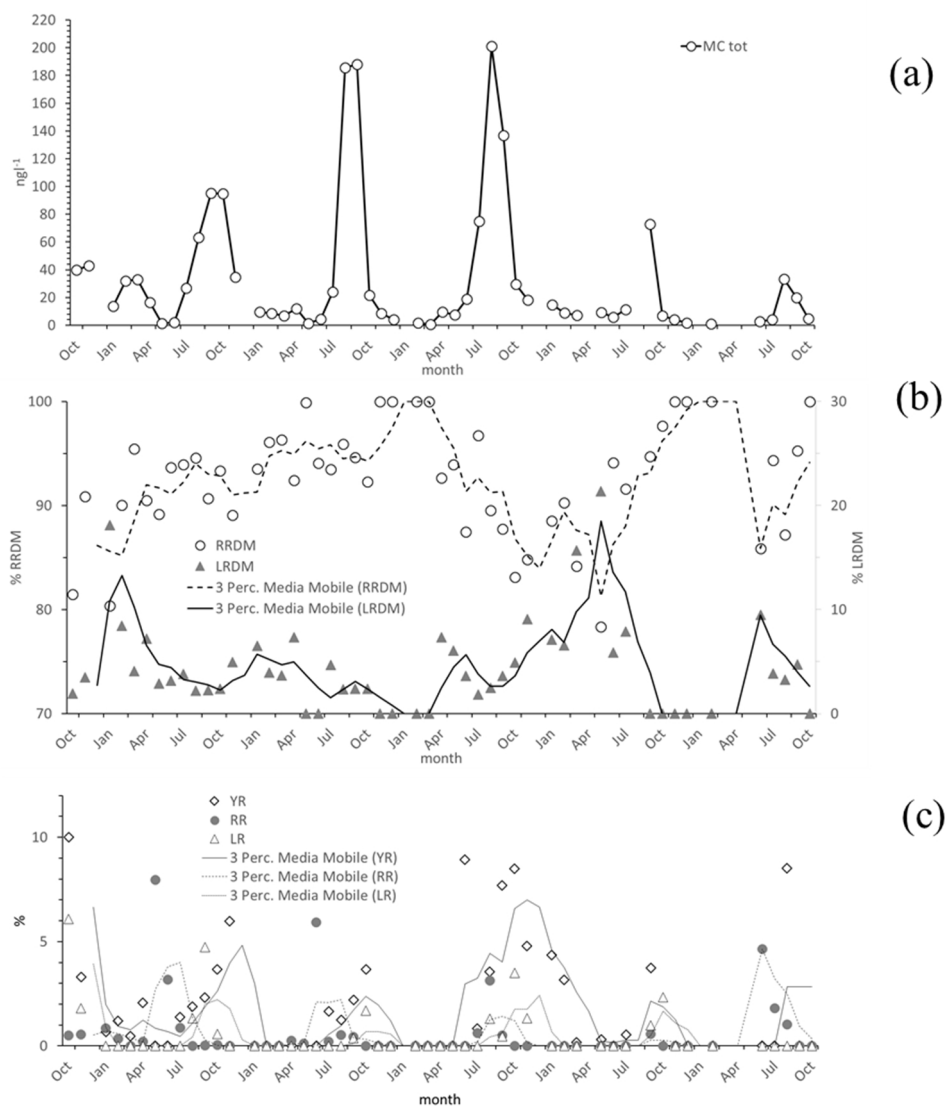 220
200
180
160
140
120
100
80
60
40
20
0
ngl-1
MC tot
(a)
Oct Jan Apr Jul Oct Jan Apr Jul Oct Jan Apr Jul Oct Jan Apr Jul Oct Jan Apr Jul Oct
month
100
90
80
70
% RRDM
30
20
10
0
% LRDM
(b)
RRDM
LRDM
3 Perc. Media Mobile (RRDM)
3 Perc. Media Mobile (LRDM)
Oct Jan Apr Jul Oct Jan Apr Jul Oct Jan Apr Jul Oct Jan Apr Jul Oct Jan Apr Jul Oct
month
(c)
10
5
0
%
YR
RR
LR
3 Perc. Media Mobile (YR)
3 Perc. Media Mobile (RR)
3 Perc. Media Mobile (LR)
Oct Jan Apr Jul Oct Jan Apr Jul Oct Jan Apr Jul Oct Jan Apr Jul Oct Jan Apr Jul Oct
month